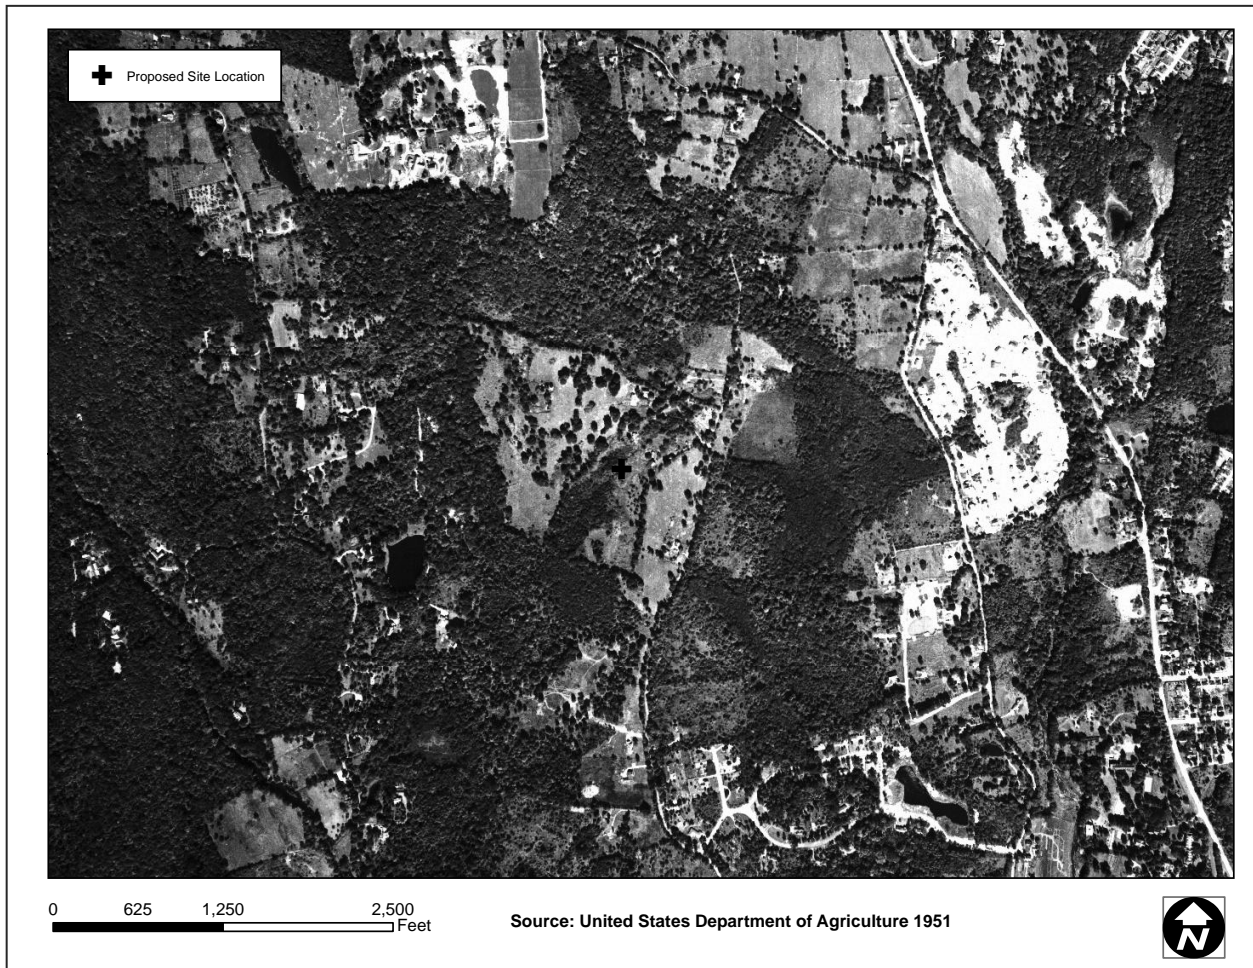 Proposed Site Location
0 625 1,250 2,500
Feet
Source: United States Department of Agriculture 1951
N